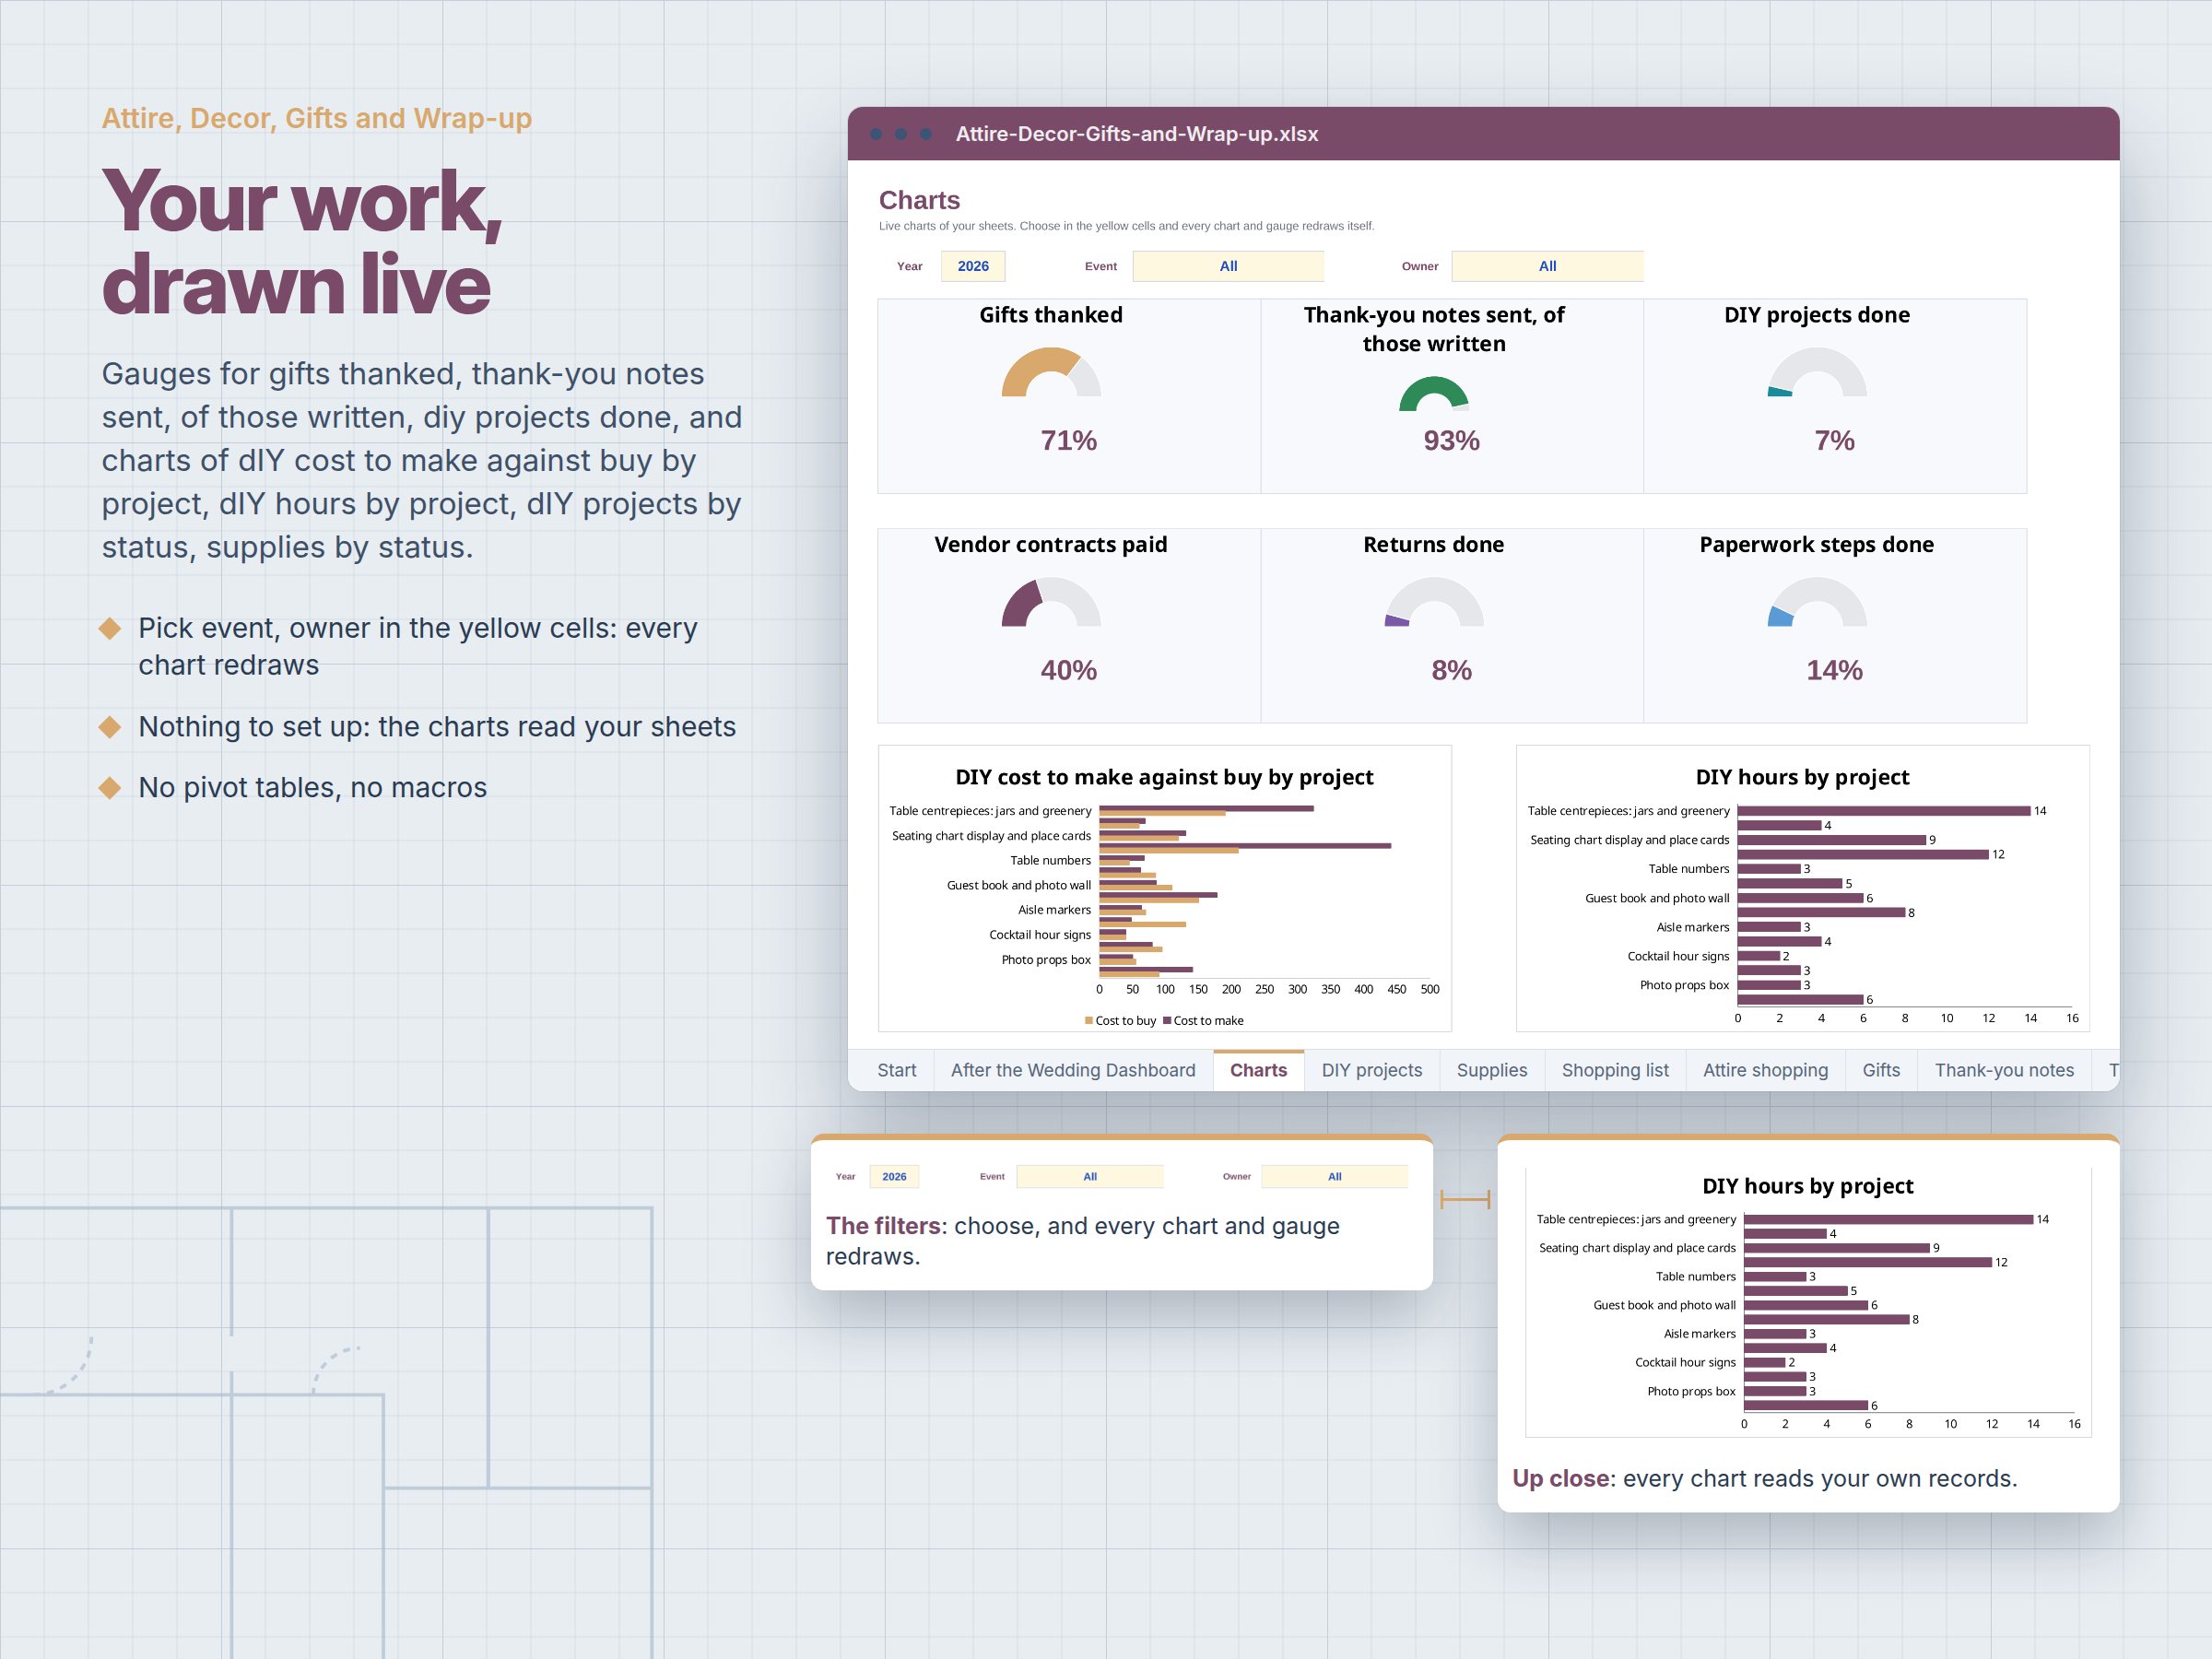 Attire, Decor, Gifts and Wrap-up
Your work,
drawn live
Gauges for gifts thanked, thank-you notes
sent, of those written, diy projects done, and
charts of dIY cost to make against buy by
project, dIY hours by project, dIY projects by
status, supplies by status.
Pick event, owner in the yellow cells: every
chart redraws
Nothing to set up: the charts read your sheets
No pivot tables, no macros
Attire-Decor-Gifts-and-Wrap-up.xlsx
Charts
Live charts of your sheets. Choose in the yellow cells and every chart and gauge redraws itself.
Year 2026 Event All Owner All
Gifts thanked
71%
Thank-you notes sent, of
those written
93%
DIY projects done
7%
Vendor contracts paid
40%
Returns done
8%
Paperwork steps done
14%
DIY cost to make against buy by project
Table centrepieces: jars and greenery
Seating chart display and place cards
Table numbers
Guest book and photo wall
Aisle markers
Cocktail hour signs
Photo props box
0 50 100 150 200 250 300 350 400 450 500
Cost to buy Cost to make
DIY hours by project
Table centrepieces: jars and greenery 14
4
Seating chart display and place cards 9
12
Table numbers 3
5
Guest book and photo wall 6
8
Aisle markers 3
4
Cocktail hour signs 2
3
Photo props box 3
6
0 2 4 6 8 10 12 14 16
Start After the Wedding Dashboard Charts DIY projects Supplies Shopping list Attire shopping Gifts Thank-you notes T
Year 2026 Event All Owner All
The filters: choose, and every chart and gauge
redraws.
DIY hours by project
Table centrepieces: jars and greenery 14
4
Seating chart display and place cards 9
12
Table numbers 3
5
Guest book and photo wall 6
8
Aisle markers 3
4
Cocktail hour signs 2
3
Photo props box 3
6
0 2 4 6 8 10 12 14 16
Up close: every chart reads your own records.